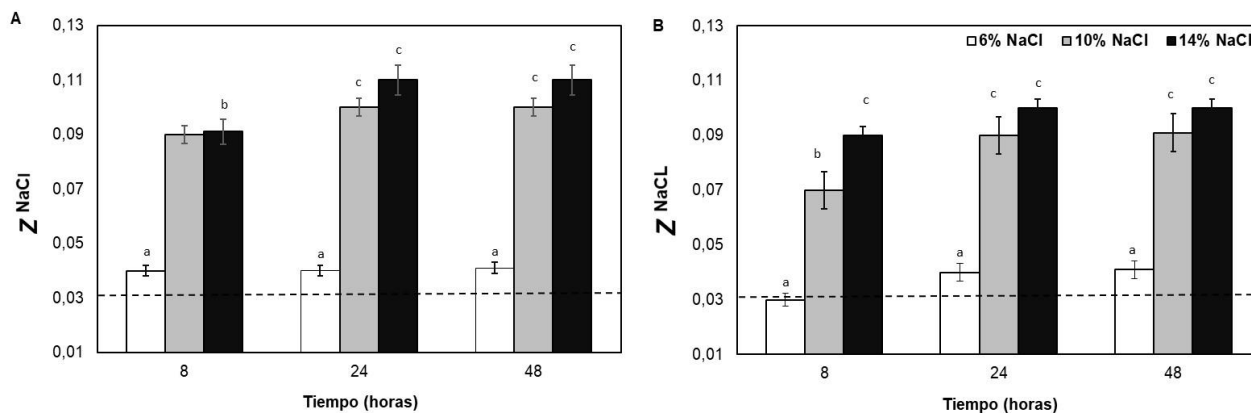 A
0,13
0,11
0,09
0,07
0,05
0,03
0,01
Z NaCl
a
b
a
c
c
a
c
c
8
24
48
Tiempo (horas)
B
6% NaCl 10% NaCl 14% NaCl
0,13
0,11
0,09
0,07
0,05
0,03
0,01
Z NaCL
a
b
c
a
c
c
a
c
c
8
24
48
Tiempo (horas)